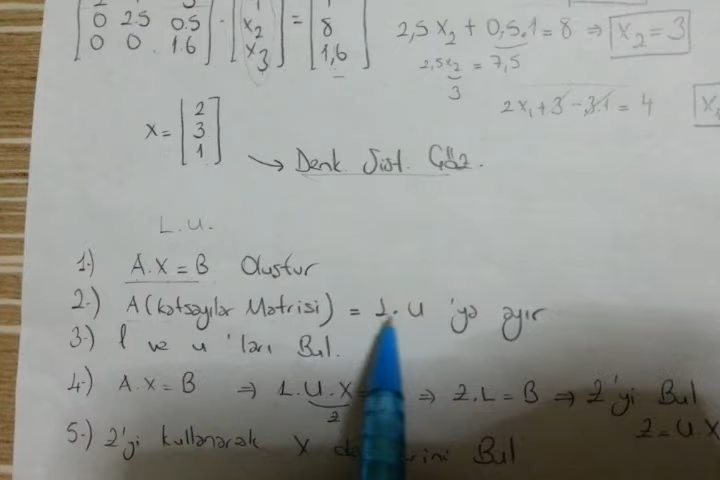 0 2.5 0.5 · x2 = 8
0 0 1.6 x3 1,6
2,5 x2 + 0,5.1 = 8 ⇒ x2 = 3
2,5x2 = 7,5
3
2x1 + 3 - 3.1 = 4
x = 2
3
1
→ Denk Sist. Çöz.
L.U.
1.) A.X = B Oluştur
2.) A (Katsayılar Matrisi) = L.U 'ya ayır
3.) l ve u 'ları Bul.
4.) A.X = B ⇒ L.U.X = ⇒ Z.L = B ⇒ Z'yi Bul
Z
Z = U.X
5.) Z'yi kullanarak X Bul